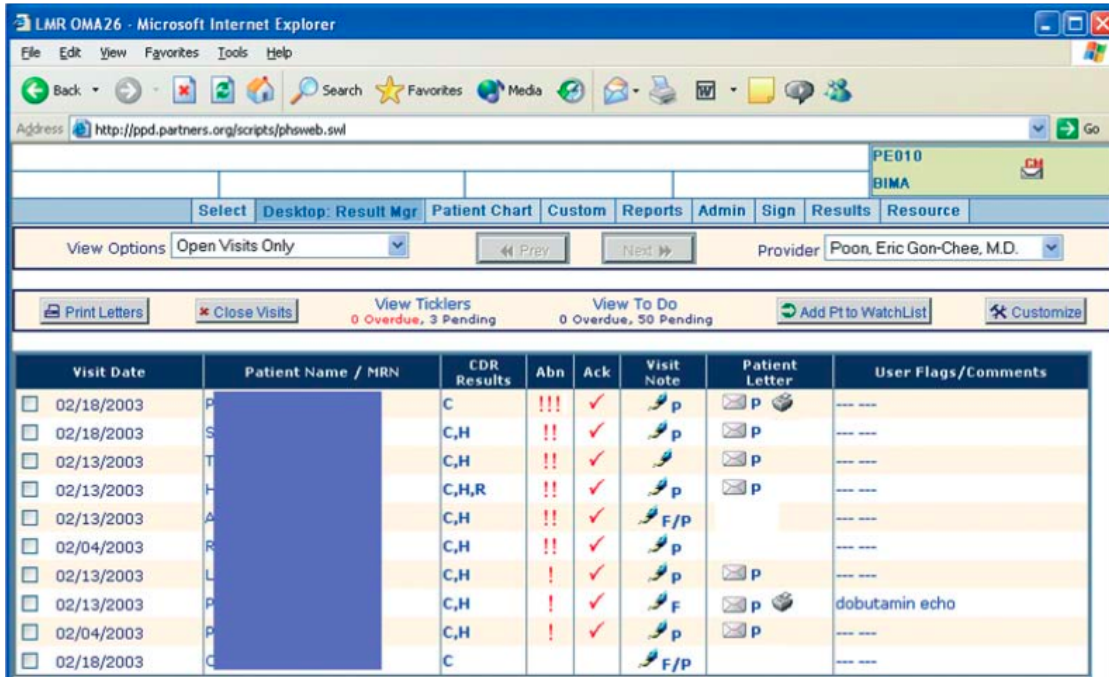 LMR OMA26 - Microsoft Internet Explorer
File Edit View Favorites Tools Help
Back Search Favorites Media W
Address http://ppd.partners.org/scripts/phsweb.swl Go
PE010
BIMA
CM
Select Desktop: Result Mgr Patient Chart Custom Reports Admin Sign Results Resource
View Options Open Visits Only Prev Next Provider Poon, Eric Gon-Chee, M.D.
Print Letters Close Visits View Ticklers View To Do Add Pt to WatchList Customize
0 Overdue, 3 Pending 0 Overdue, 50 Pending
Visit Date Patient Name / MRN CDR Results Abn Ack Visit Note Patient Letter User Flags/Comments
02/18/2003 P C !!! ✓ P P --- ---
02/18/2003 S C,H !! ✓ P P --- ---
02/13/2003 T C,H !! ✓ P --- ---
02/13/2003 H C,H,R !! ✓ P P --- ---
02/13/2003 A C,H !! ✓ F/P --- ---
02/04/2003 R C,H !! ✓ P --- ---
02/13/2003 L C,H ! ✓ P P --- ---
02/13/2003 P C,H ! ✓ F P dobutamin echo
02/04/2003 P C,H ! ✓ P P --- ---
02/18/2003 C F/P --- ---